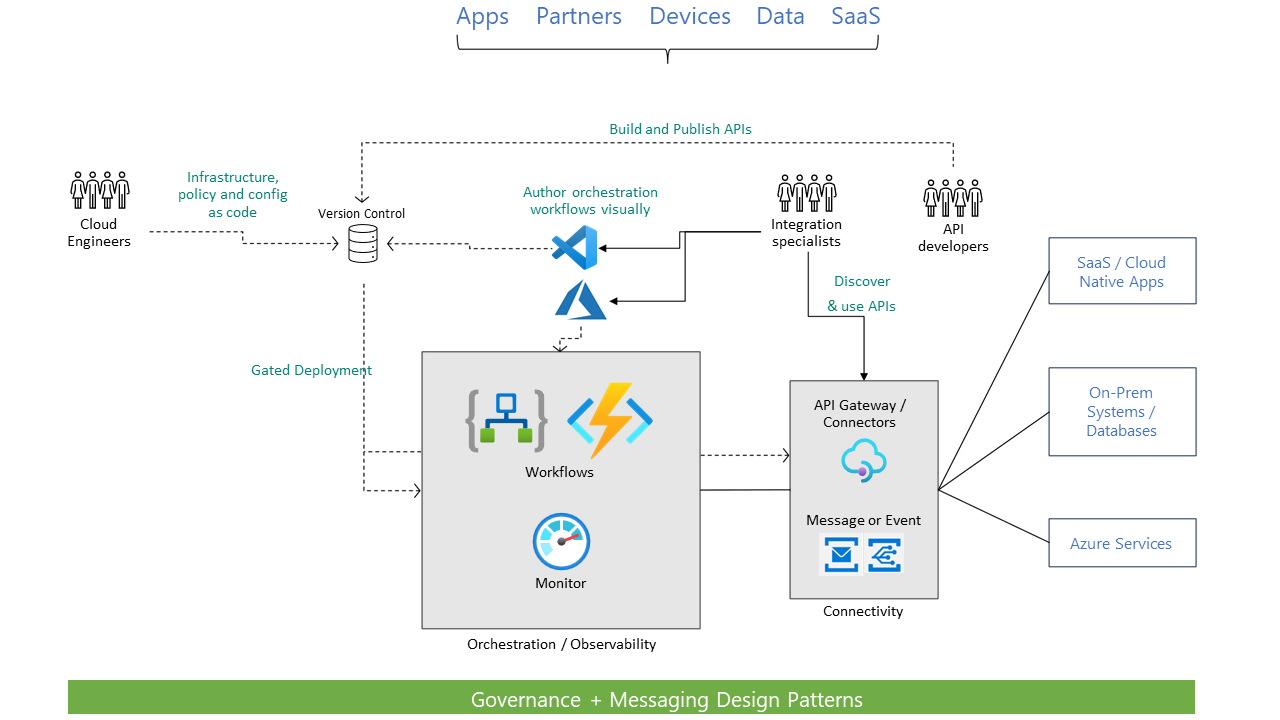 Apps Partners Devices Data SaaS
Build and Publish APIs
Cloud
Engineers
Infrastructure,
policy and config
as code
Version Control
Author orchestration
workflows visually
Integration
specialists
API
developers
Discover
& use APIs
SaaS / Cloud
Native Apps
Gated Deployment
On-Prem
Systems /
Databases
API Gateway /
Connectors
Workflows
Message or Event
Azure Services
Monitor
Connectivity
Orchestration / Observability
Governance + Messaging Design Patterns